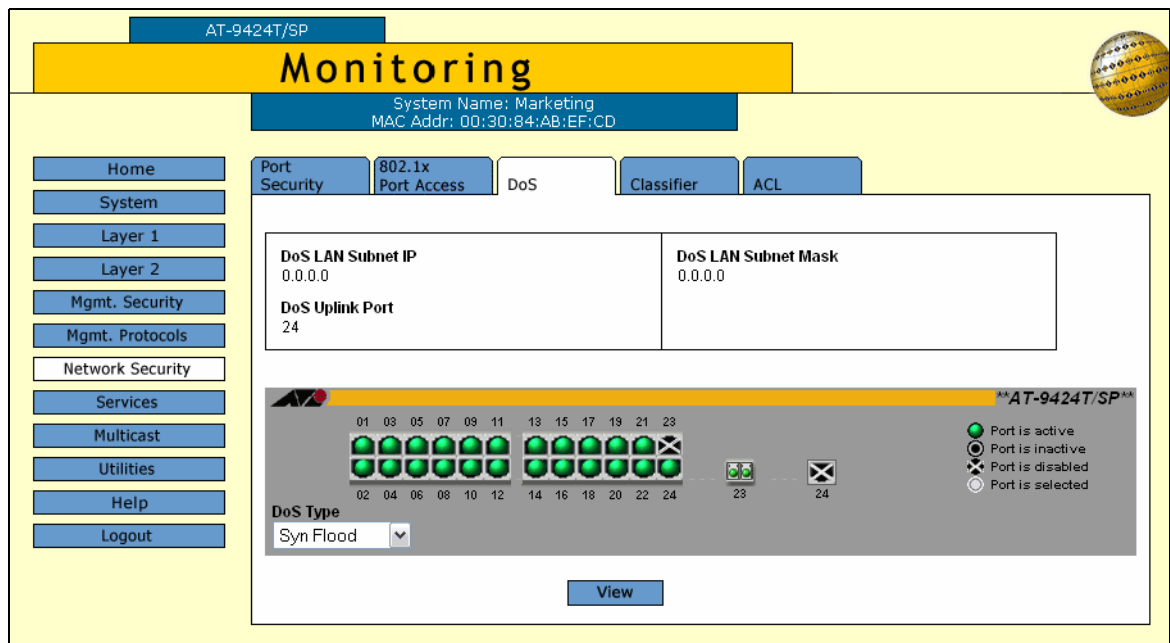 AT-9424T/SP
Monitoring
System Name: Marketing
MAC Addr: 00:30:84:AB:EF:CD
Home
System
Layer 1
Layer 2
Mgmt. Security
Mgmt. Protocols
Network Security
Services
Multicast
Utilities
Help
Logout
Port
Security
802.1x
Port Access
DoS
Classifier
ACL
DoS LAN Subnet IP
0.0.0.0
DoS Uplink Port
24
DoS LAN Subnet Mask
0.0.0.0
**AT-9424T/SP**
01 03 05 07 09 11 13 15 17 19 21 23
02 04 06 08 10 12 14 16 18 20 22 24
23
24
Port is active
Port is inactive
Port is disabled
Port is selected
DoS Type
Syn Flood
View